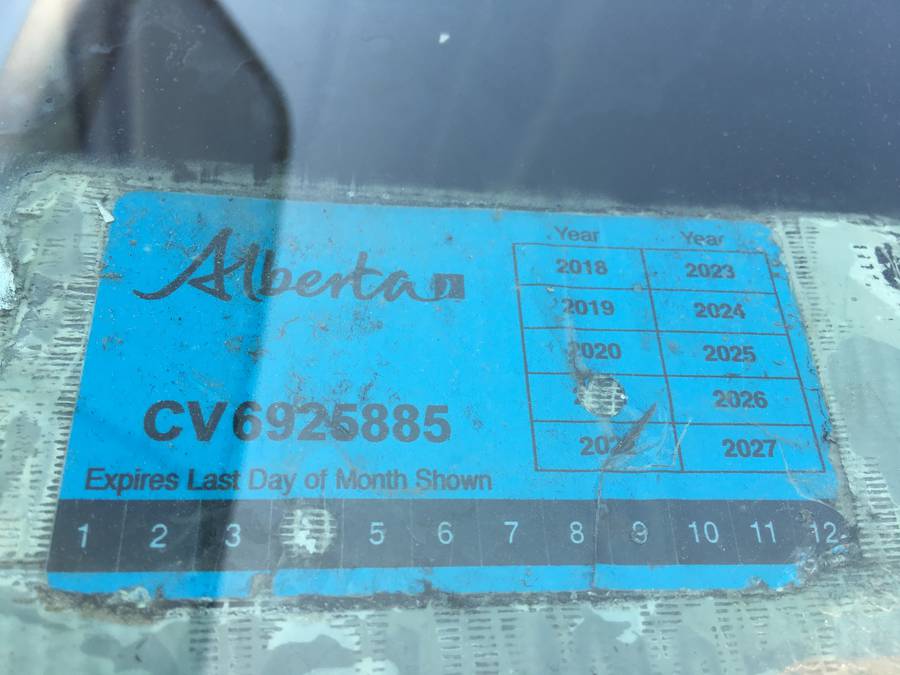 Alberta
CV6925885
Expires Last Day of Month Shown
Year Year
2018 2023
2019 2024
2020 2025
2026
2022 2027
1 2 3 5 6 7 8 9 10 11 12